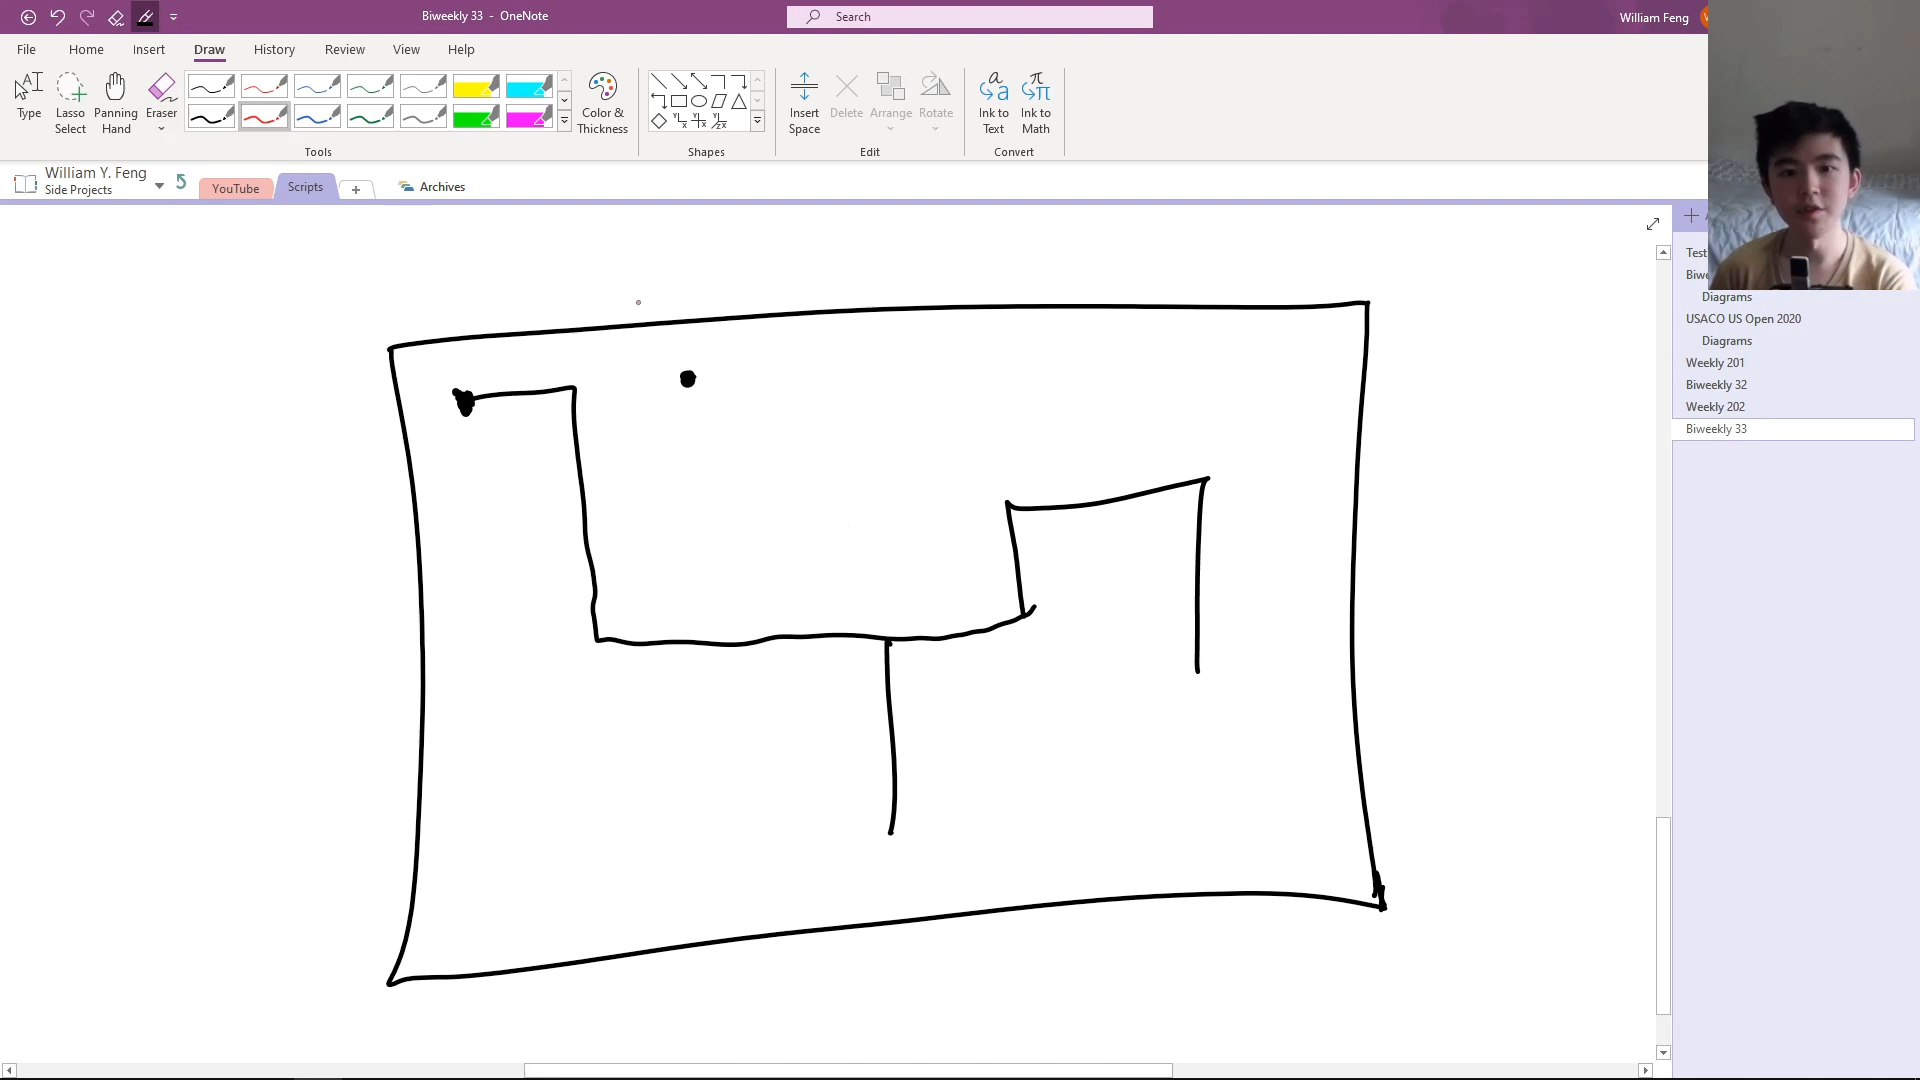 Biweekly 33 - OneNote
Search
William Feng
File Home Insert Draw History Review View Help
Type
Lasso Select
Panning Hand
Eraser
Color & Thickness
Insert Space
Delete
Arrange
Rotate
Ink to Text
Ink to Math
Tools
Shapes
Edit
Convert
William Y. Feng
Side Projects
YouTube
Scripts
Archives
Test
Diagrams
USACO US Open 2020
Diagrams
Weekly 201
Biweekly 32
Weekly 202
Biweekly 33